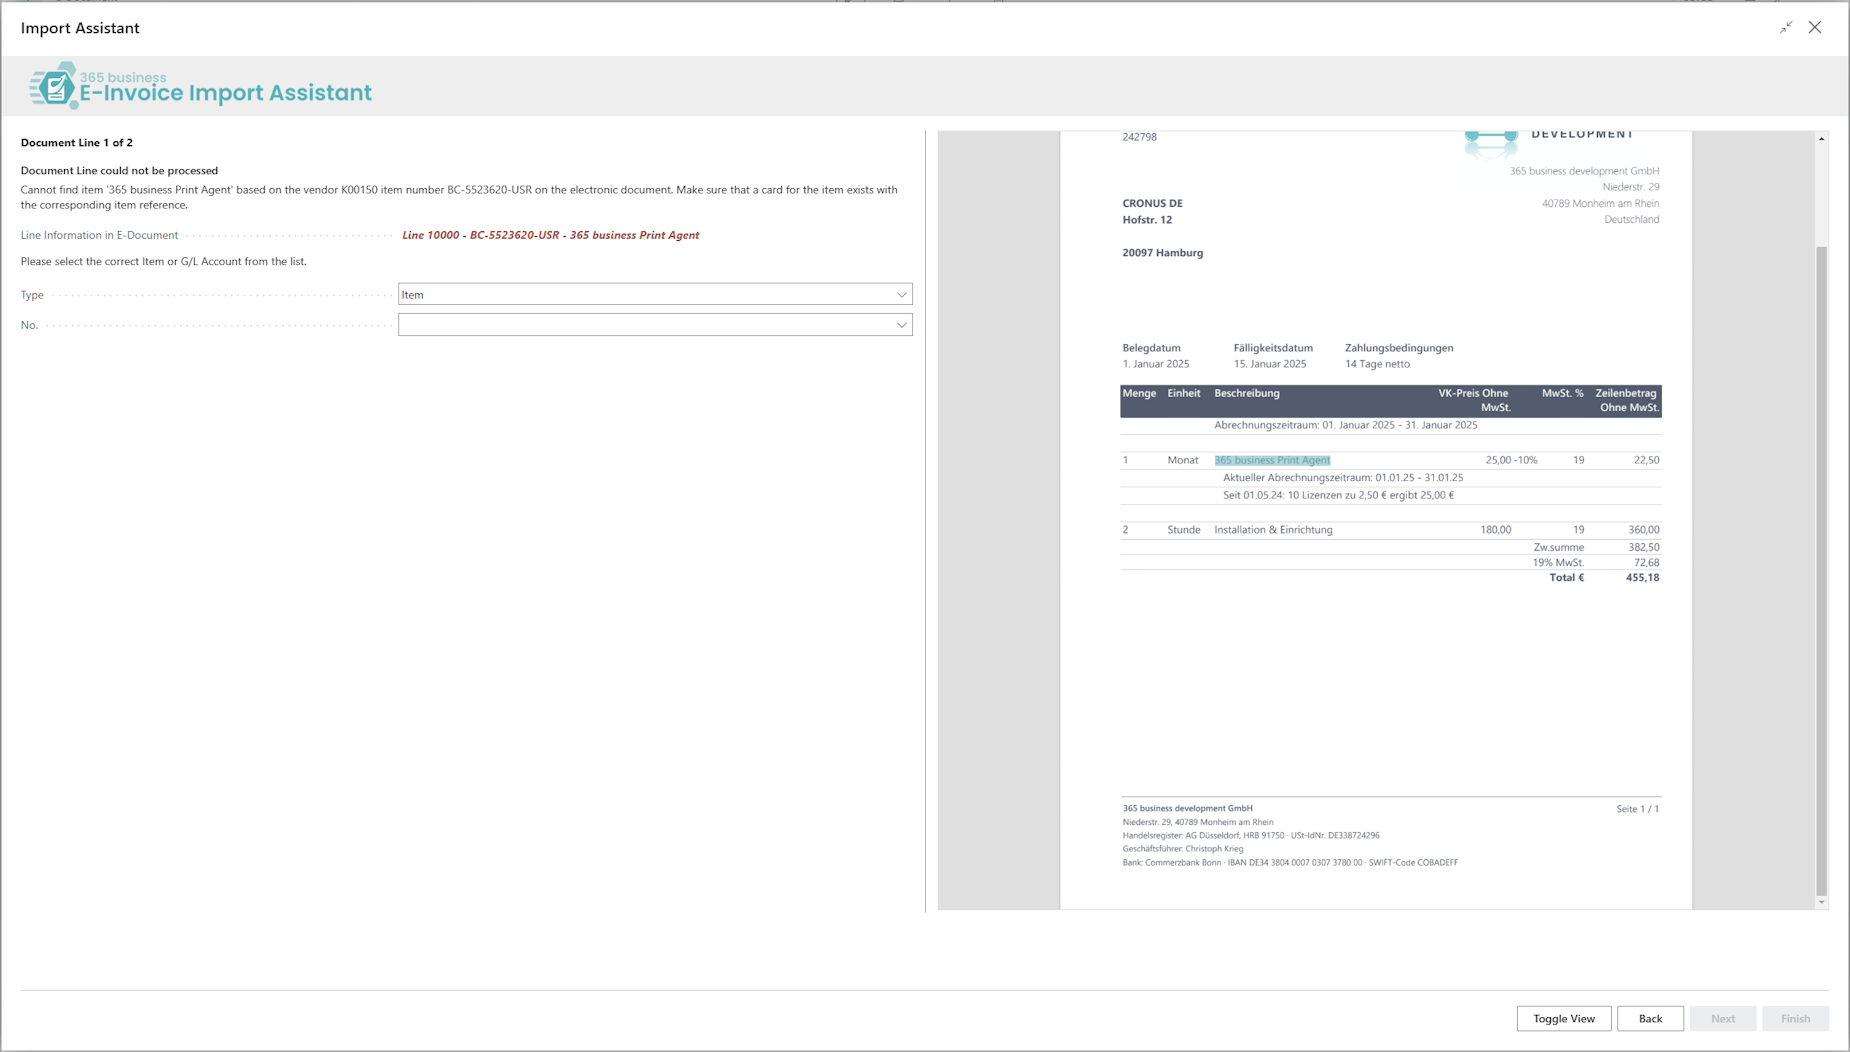 Import Assistant
365 business
E-Invoice Import Assistant
Document Line 1 of 2
Document Line could not be processed
Cannot find item '365 business Print Agent' based on the vendor K00150 item number BC-5523620-USR on the electronic document. Make sure that a card for the item exists with
the corresponding item reference.
Line Information in E-Document
Line 10000 - BC-5523620-USR - 365 business Print Agent
Please select the correct Item or G/L Account from the list.
Type
Item
No.
242798
DEVELOPMENT
365 business development GmbH
Niederstr. 29
40789 Monheim am Rhein
Deutschland
CRONUS DE
Hofstr. 12
20097 Hamburg
Belegdatum Fälligkeitsdatum Zahlungsbedingungen
1. Januar 2025 15. Januar 2025 14 Tage netto
Menge Einheit Beschreibung VK-Preis Ohne MwSt. % Zeilenbetrag
MwSt. Ohne MwSt.
Abrechnungszeitraum: 01. Januar 2025 - 31. Januar 2025
1 Monat 365 business Print Agent 25,00 -10% 19 22,50
Aktueller Abrechnungszeitraum: 01.01.25 - 31.01.25
Seit 01.05.24: 10 Lizenzen zu 2,50 € ergibt 25,00 €
2 Stunde Installation & Einrichtung 180,00 19 360,00
Zw.summe 382,50
19% MwSt. 72,68
Total € 455,18
365 business development GmbH Seite 1 / 1
Niederstr. 29, 40789 Monheim am Rhein
Handelsregister: AG Düsseldorf, HRB 91750 · USt-IdNr. DE338724296
Geschäftsführer: Christoph Krieg
Bank: Commerzbank Bonn · IBAN DE34 3804 0007 0307 3780 00 · SWIFT-Code COBADEFF
Toggle View Back Next Finish